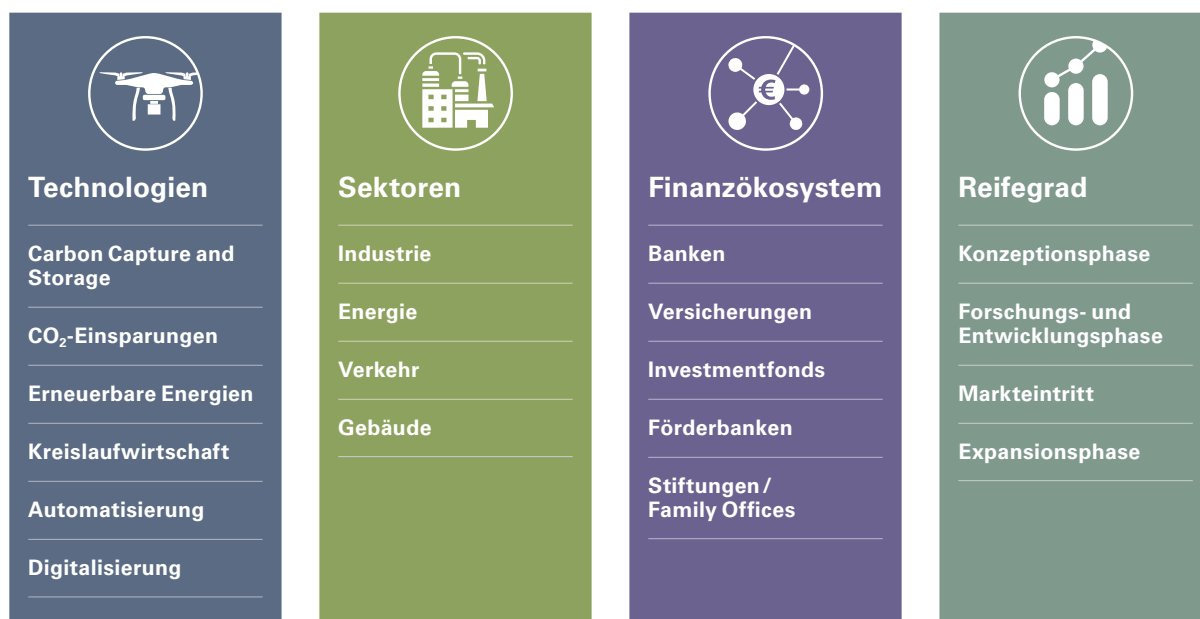 Technologien
Carbon Capture and
Storage
CO₂-Einsparungen
Erneuerbare Energien
Kreislaufwirtschaft
Automatisierung
Digitalisierung
Sektoren
Industrie
Energie
Verkehr
Gebäude
€
Finanzökosystem
Banken
Versicherungen
Investmentfonds
Förderbanken
Stiftungen/
Family Offices
Reifegrad
Konzeptionsphase
Forschungs- und
Entwicklungsphase
Markteintritt
Expansionsphase